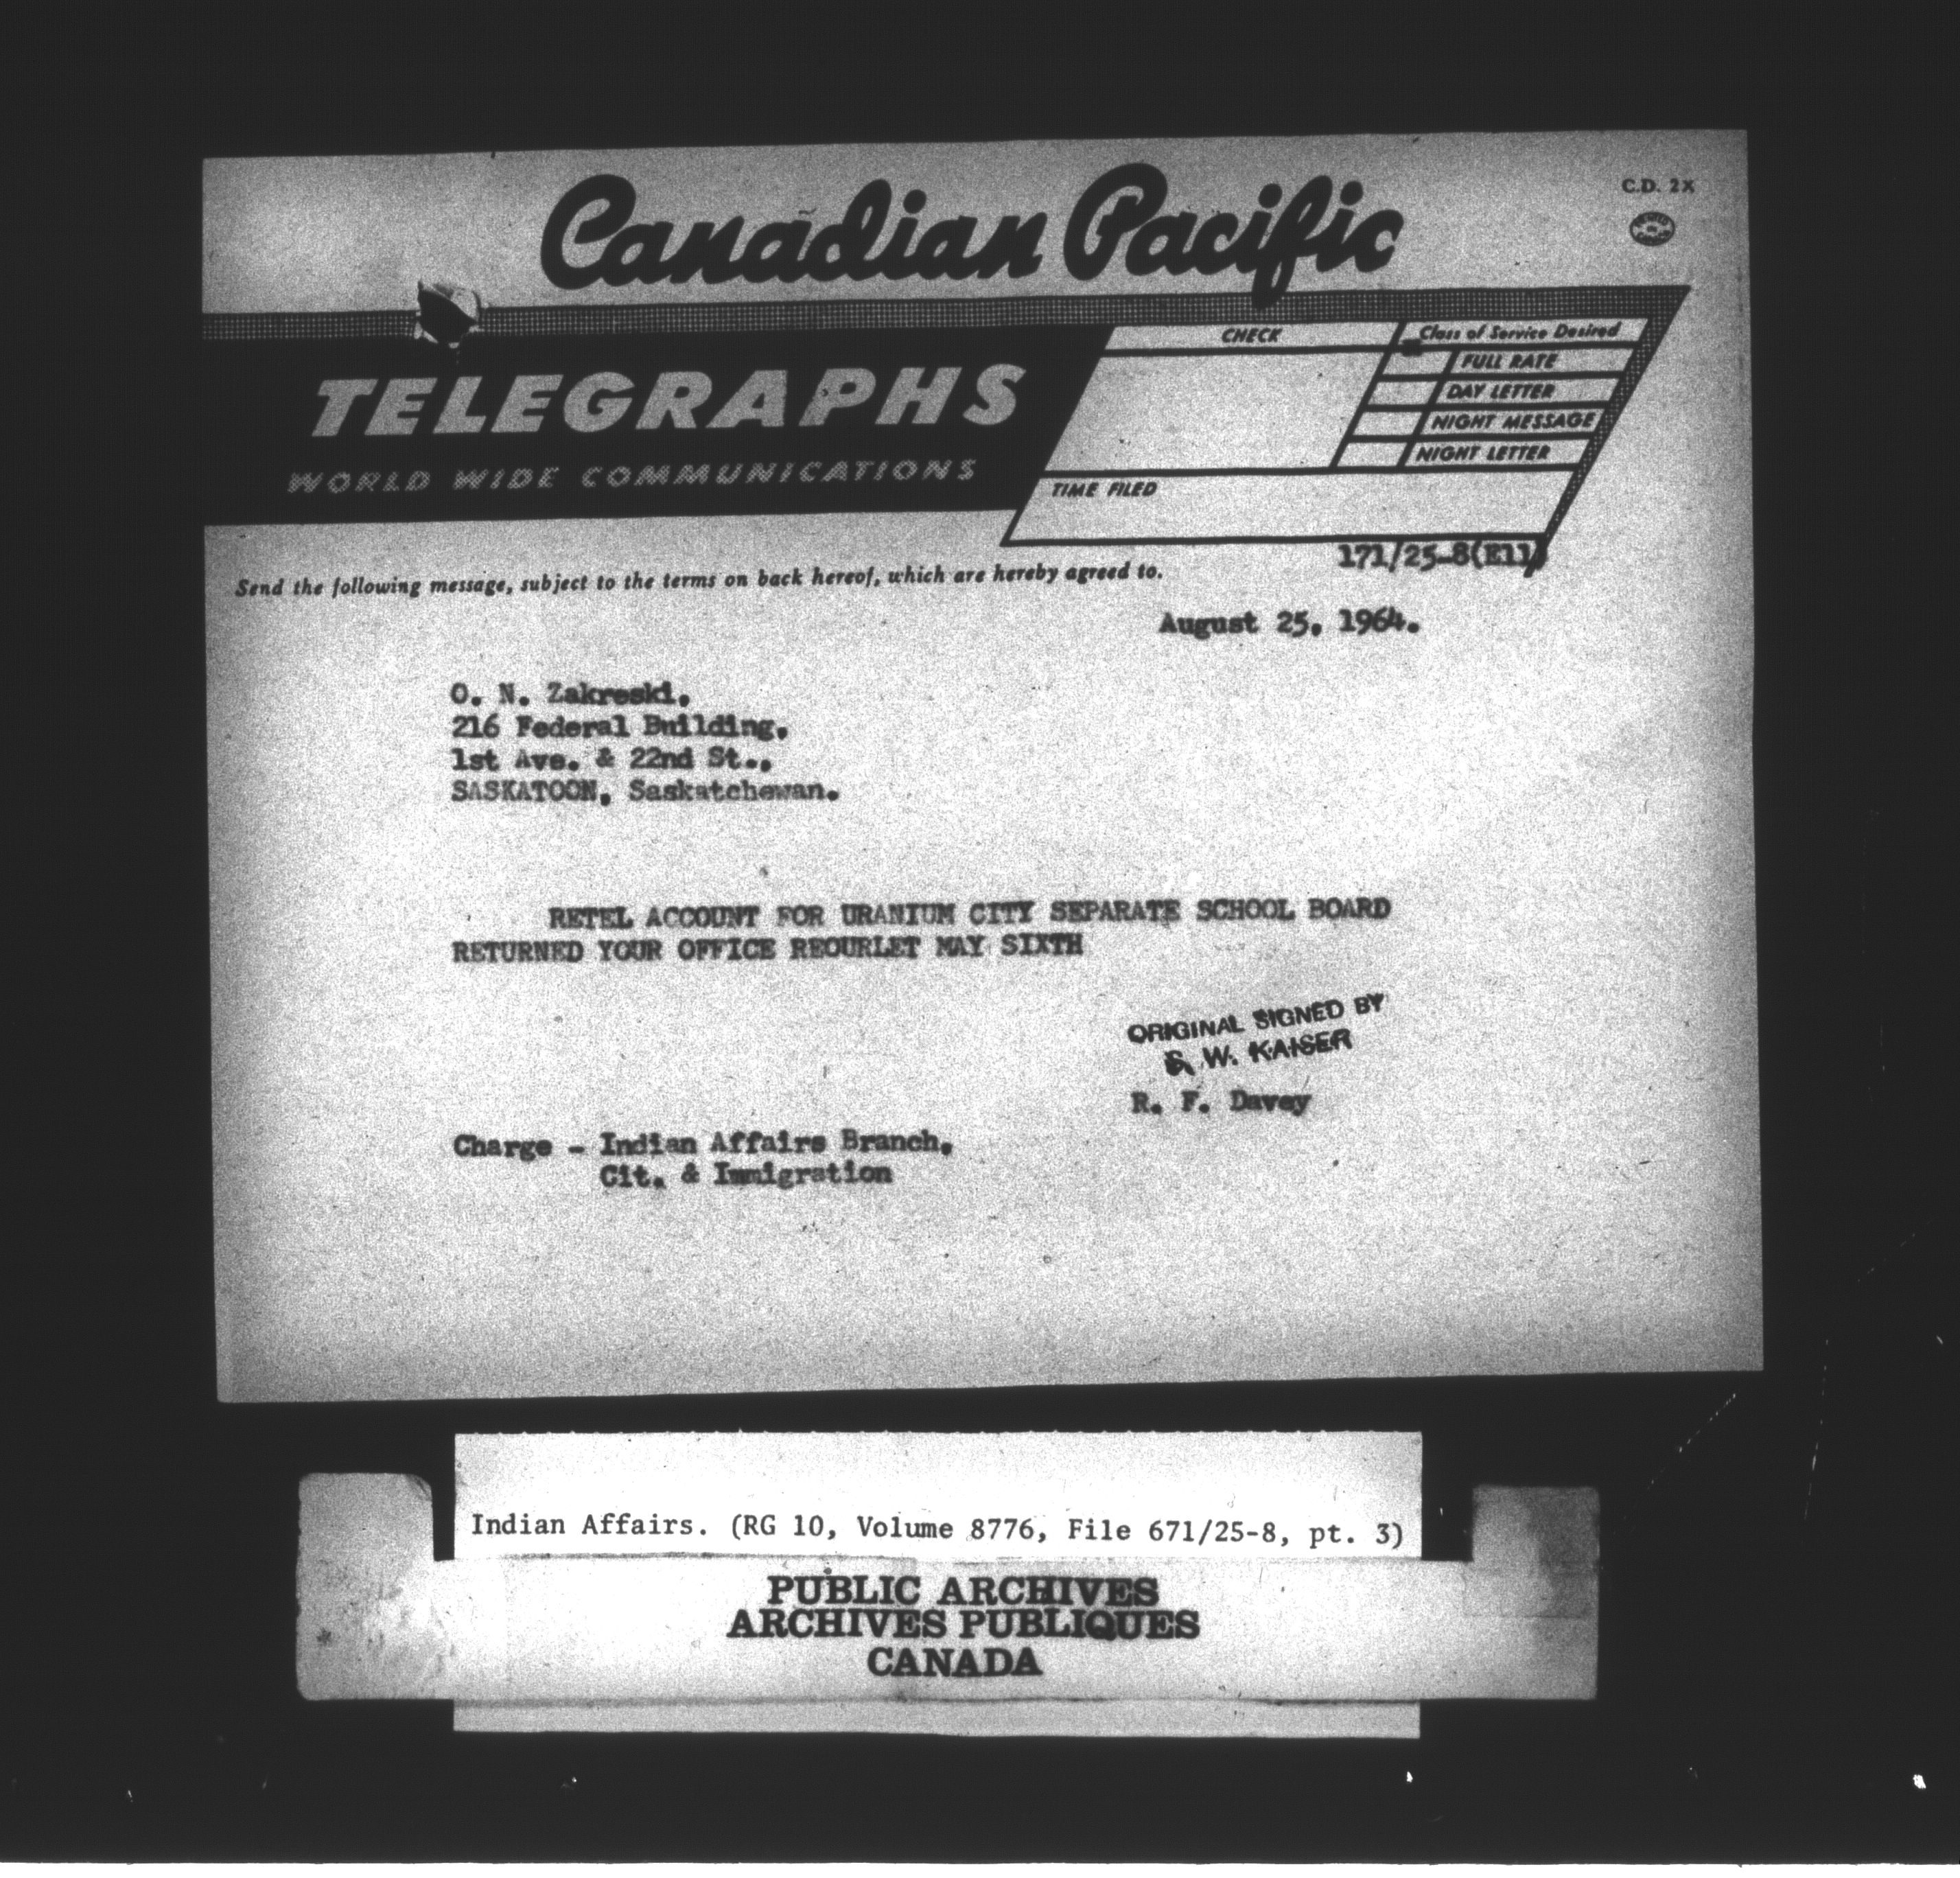 Canadian Pacific
C.D. 2X
TELEGRAPHS
WORLD WIDE COMMUNICATIONS
CHECK
Class of Service Desired
FULL RATE
DAY LETTER
NIGHT MESSAGE
NIGHT LETTER
TIME FILED
171/25-8(E11)
Send the following message, subject to the terms on back hereof, which are hereby agreed to.
August 25, 1964.
O. N. Zakreski,
216 Federal Building,
1st Ave. & 22nd St.,
SASKATOON, Saskatchewan.
RETEL ACCOUNT FOR URANIUM CITY SEPARATE SCHOOL BOARD
RETURNED YOUR OFFICE REOURLET MAY SIXTH
ORIGINAL SIGNED BY
W. KAISER
R. F. Davey
Charge - Indian Affairs Branch,
Cit. & Immigration
Indian Affairs. (RG 10, Volume 8776, File 671/25-8, pt. 3)
PUBLIC ARCHIVES
ARCHIVES PUBLIQUES
CANADA